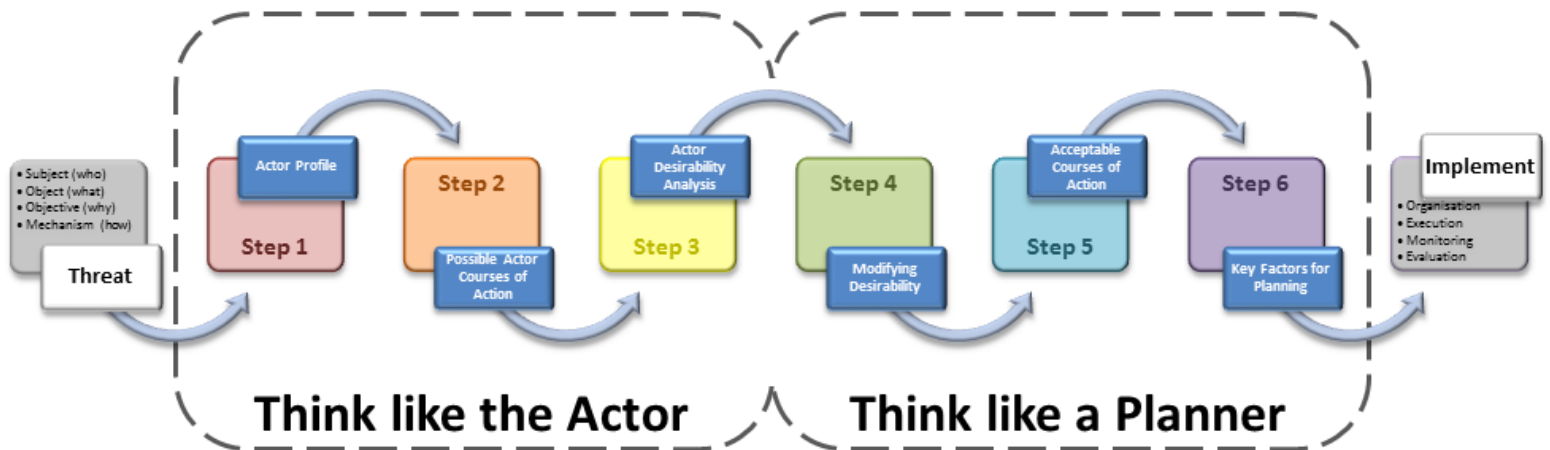 • Subject (who)
• Object (what)
• Objective (why)
• Mechanism (how)
Threat
Actor Profile
Step 1
Step 2
Possible Actor
Courses of
Action
Actor
Desirability
Analysis
Step 3
Step 4
Modifying
Desirability
Acceptable
Courses of
Action
Step 5
Step 6
Key Factors for
Planning
Implement
• Organisation
• Execution
• Monitoring
• Evaluation
Think like the Actor
Think like a Planner